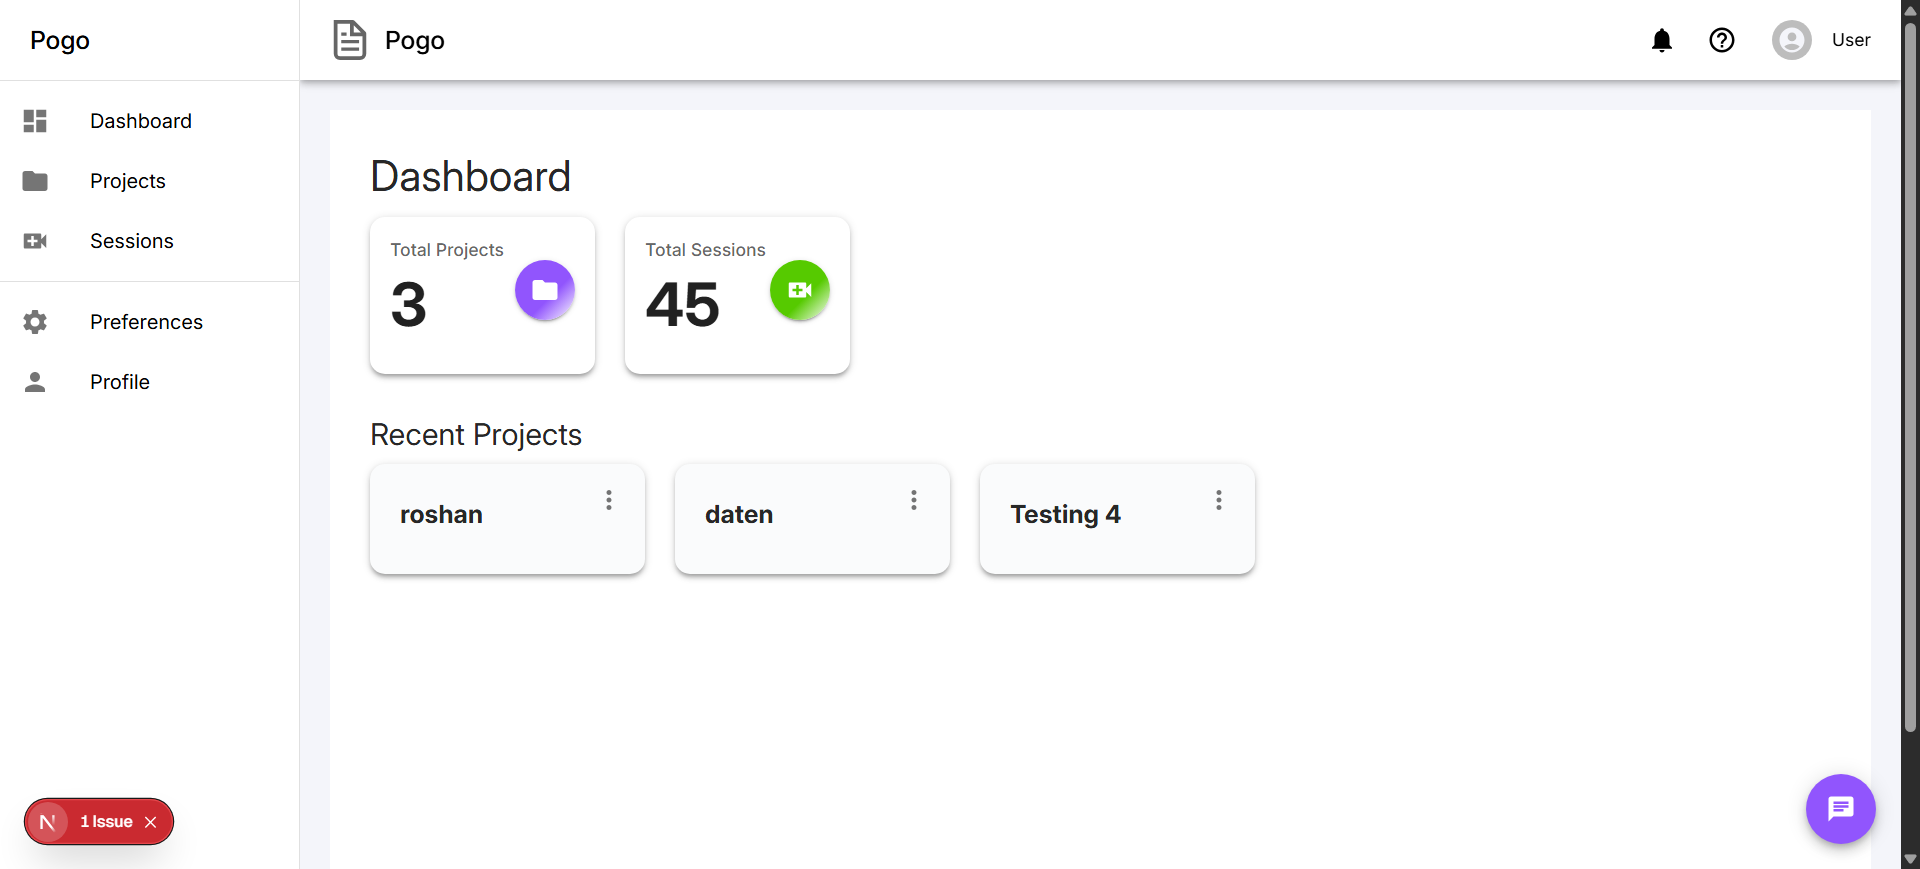 Pogo
Pogo
User
Dashboard
Projects
Sessions
Preferences
Profile
Dashboard
Total Projects
3
Total Sessions
45
Recent Projects
roshan
daten
Testing 4
N 1 Issue